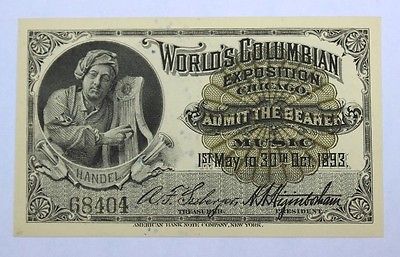 WORLD'S COLUMBIAN
EXPOSITION
CHICAGO
ADMIT THE BEARER
MUSIC
1ST May to 30TH Oct. 1893.
HANDEL
68404
TREASURER.
PRESIDENT.
AMERICAN BANK NOTE COMPANY, NEW YORK.